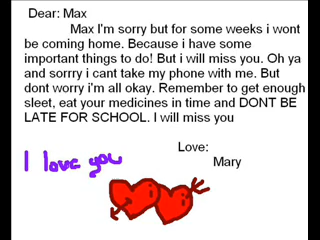 Dear: Max
Max I'm sorry but for some weeks i wont
be coming home. Because i have some
important things to do! But i will miss you. Oh ya
and sorrry i cant take my phone with me. But
dont worry i'm all okay. Remember to get enough
sleet, eat your medicines in time and DONT BE
LATE FOR SCHOOL. I will miss you
Love:
Mary
I love you